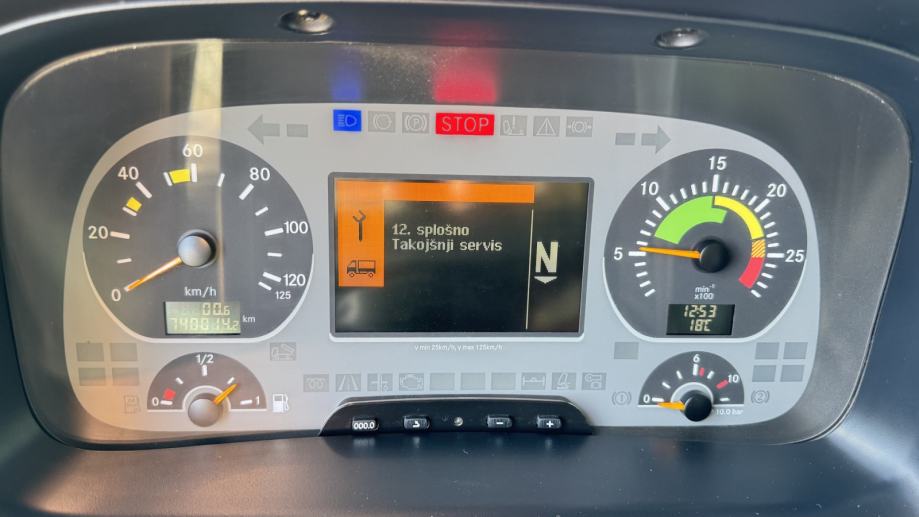 STOP
0 20 40 60 80 100 120 125
km/h
00.6
740014.2 km
12. splošno
Takojšnji servis
N
5 10 15 20 25
min⁻¹
x100
12:53
18°C
v min 25km/h, v max 125km/h
0 1/2 1
0 6 10
10.0 bar
000.0
- +